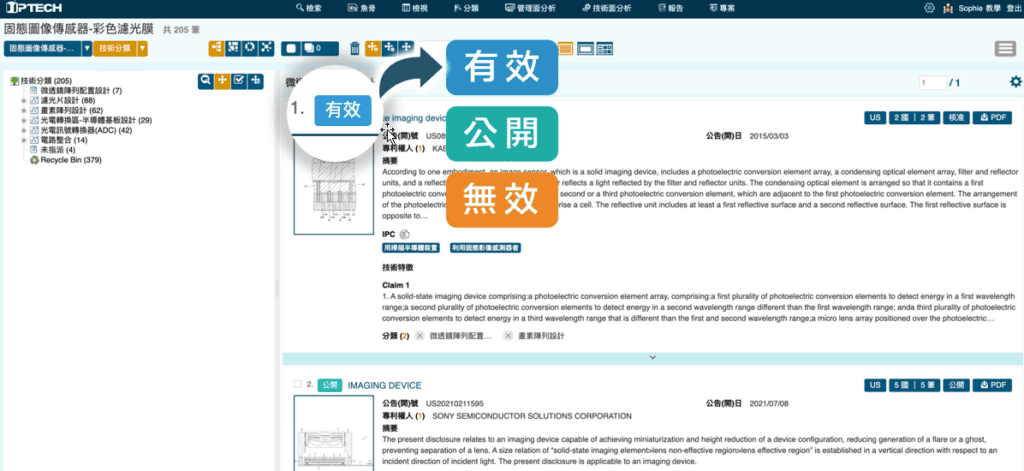 IPTECH
檢索
魚骨
檢視
分類
管理面分析
技術面分析
報告
專案
Sophie 教學
登出
固態圖像傳感器-彩色濾光膜 共 205 筆
固態圖像傳感器-...
技術分類
0
技術分類 (205)
微透鏡陣列配置設計 (7)
濾光片設計 (88)
畫素陣列設計 (62)
光電轉換區-半導體基板設計 (29)
光電訊號轉換器(ADC) (42)
電路整合 (14)
未指派 (4)
Recycle Bin (379)
1 / 1
1. 有效
有效
公開
無效
imaging device
US
2 國 | 2 筆
核准
PDF
公告(開)日 2015/03/03
專利權人 (1)
摘要
According to one
which is a solid imaging device, includes a photoelectric conversion element array, a condensing optical element array, filter and reflector
units, and a reflect
r reflects a light reflected by the filter and reflector units. The condensing optical element is arranged so that it contains a first
photoelectric conver
second or a third photoelectric conversion element, which are adjacent to the first photoelectric conversion element. The arrangement
of the photoelectric
rise a cell. The reflective unit includes at least a first reflective surface and a second reflective surface. The first reflective surface is
opposite to…
IPC
用掃描半導體裝置
利用固態影像感測器者
技術特徵
Claim 1
1. A solid-state imaging device comprising:a photoelectric conversion element array, comprising:a first plurality of photoelectric conversion elements to detect energy in a first wavelength
range;a second plurality of photoelectric conversion elements to detect energy in a second wavelength range different than the first wavelength range; anda third plurality of photoelectric
conversion elements to detect energy in a third wavelength range that is different than the first and second wavelength range;a micro lens array positioned over the photoelectric…
分類 (2) 微透鏡陣列配置… 畫素陣列設計
2. 公開 IMAGING DEVICE
US
5 國 | 5 筆
公開
PDF
公告(開)號 US20210211595
公告(開)日 2021/07/08
專利權人 (1) SONY SEMICONDUCTOR SOLUTIONS CORPORATION
摘要
The present disclosure relates to an imaging device capable of achieving miniaturization and height reduction of a device configuration, reducing generation of a flare or a ghost,
preventing separation of a lens. A size relation of "solid-state imaging element>lens non-effective region>lens effective region" is established in a vertical direction with respect to an
incident direction of incident light. The present disclosure is applicable to an imaging device.